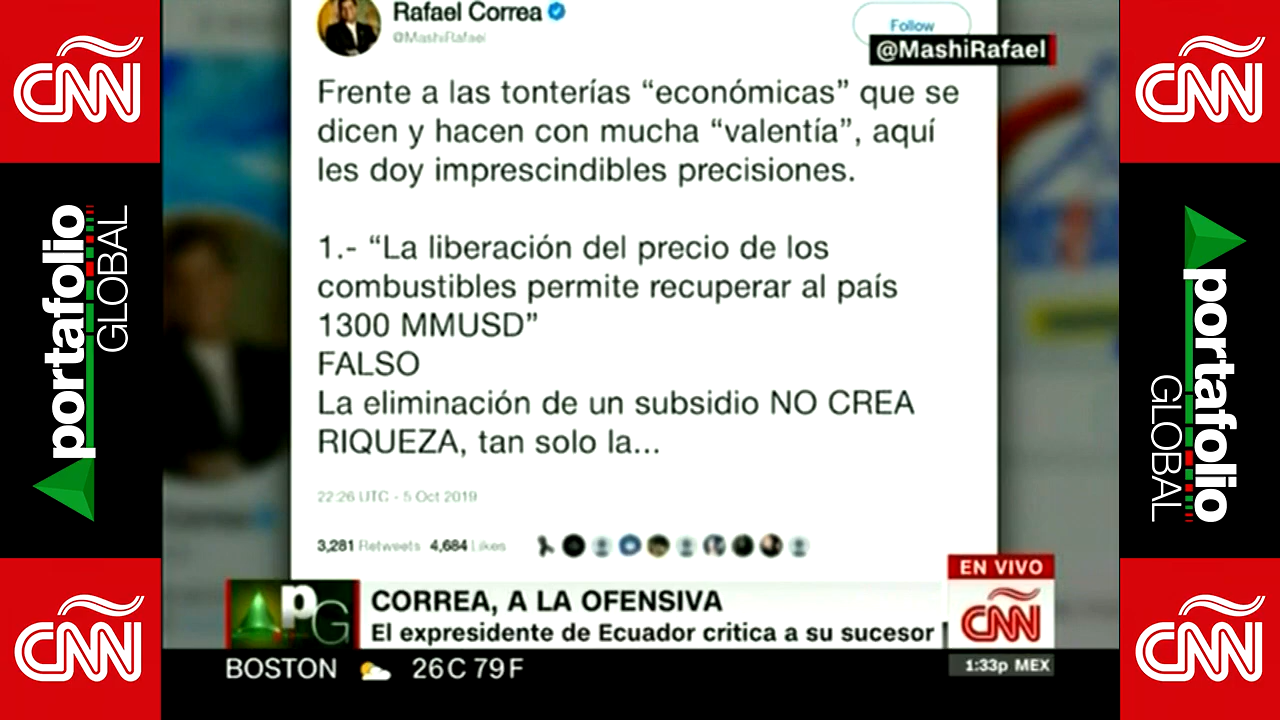 CNN
portafolio
GLOBAL
CNN
Rafael Correa
@MashiRafael
Follow
@MashiRafael
Frente a las tonterías “económicas” que se
dicen y hacen con mucha “valentía”, aquí
les doy imprescindibles precisiones.
1.- “La liberación del precio de los
combustibles permite recuperar al país
1300 MMUSD”
FALSO
La eliminación de un subsidio NO CREA
RIQUEZA, tan solo la...
22:26 UTC - 5 Oct 2019
3,281 Retweets 4,684 Likes
PG
CORREA, A LA OFENSIVA
El expresidente de Ecuador critica a su sucesor
EN VIVO
CNN
BOSTON 26 C 79 F
1:33p MEX
CNN
portafolio
GLOBAL
CNN